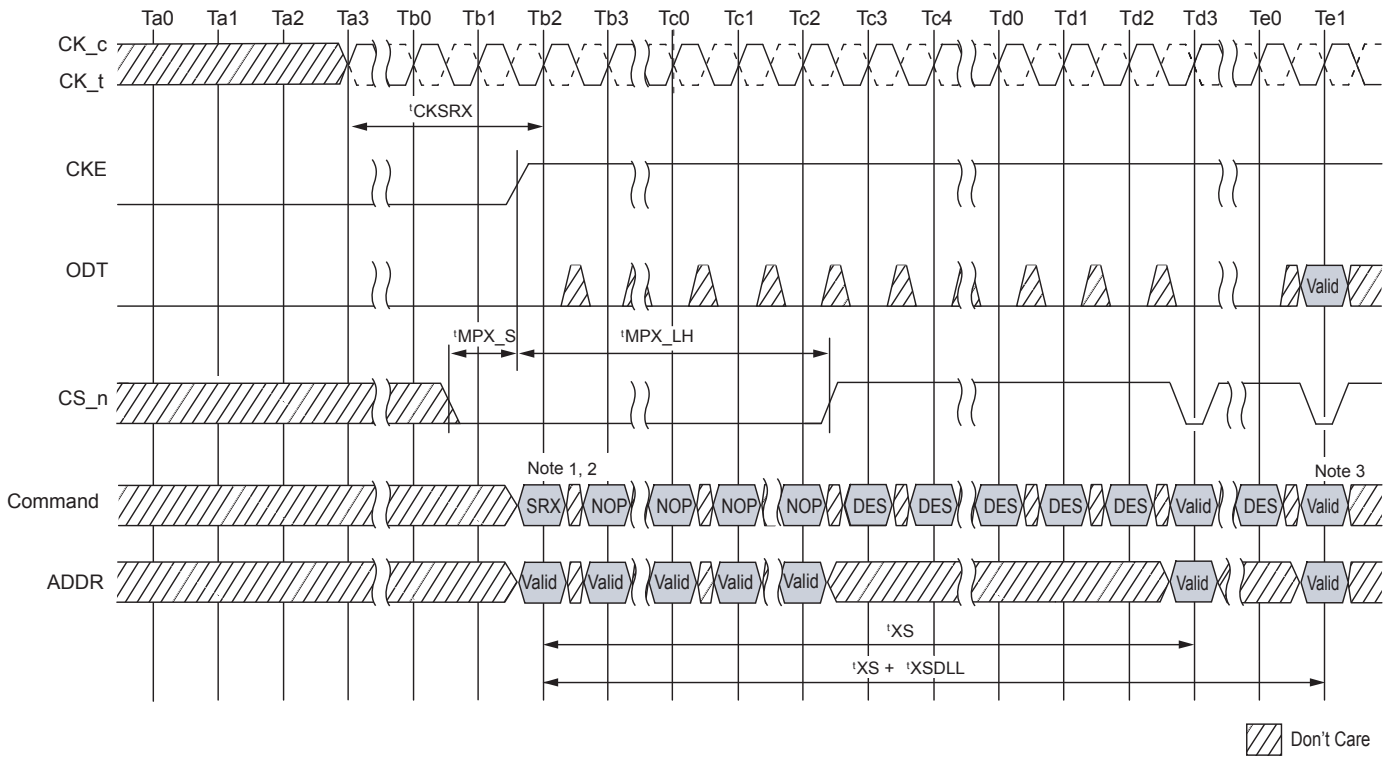 Ta0 Ta1 Ta2 Ta3 Tb0 Tb1 Tb2 Tb3 Tc0 Tc1 Tc2 Tc3 Tc4 Td0 Td1 Td2 Td3 Te0 Te1
CK_c
CK_t
tCKSRX
CKE
ODT
Valid
tMPX_S tMPX_LH
CS_n
Note 1, 2 Note 3
Command SRX NOP NOP NOP NOP DES DES DES DES DES Valid DES Valid
ADDR Valid Valid Valid Valid Valid Valid Valid
tXS
tXS + tXSDLL
Don't Care